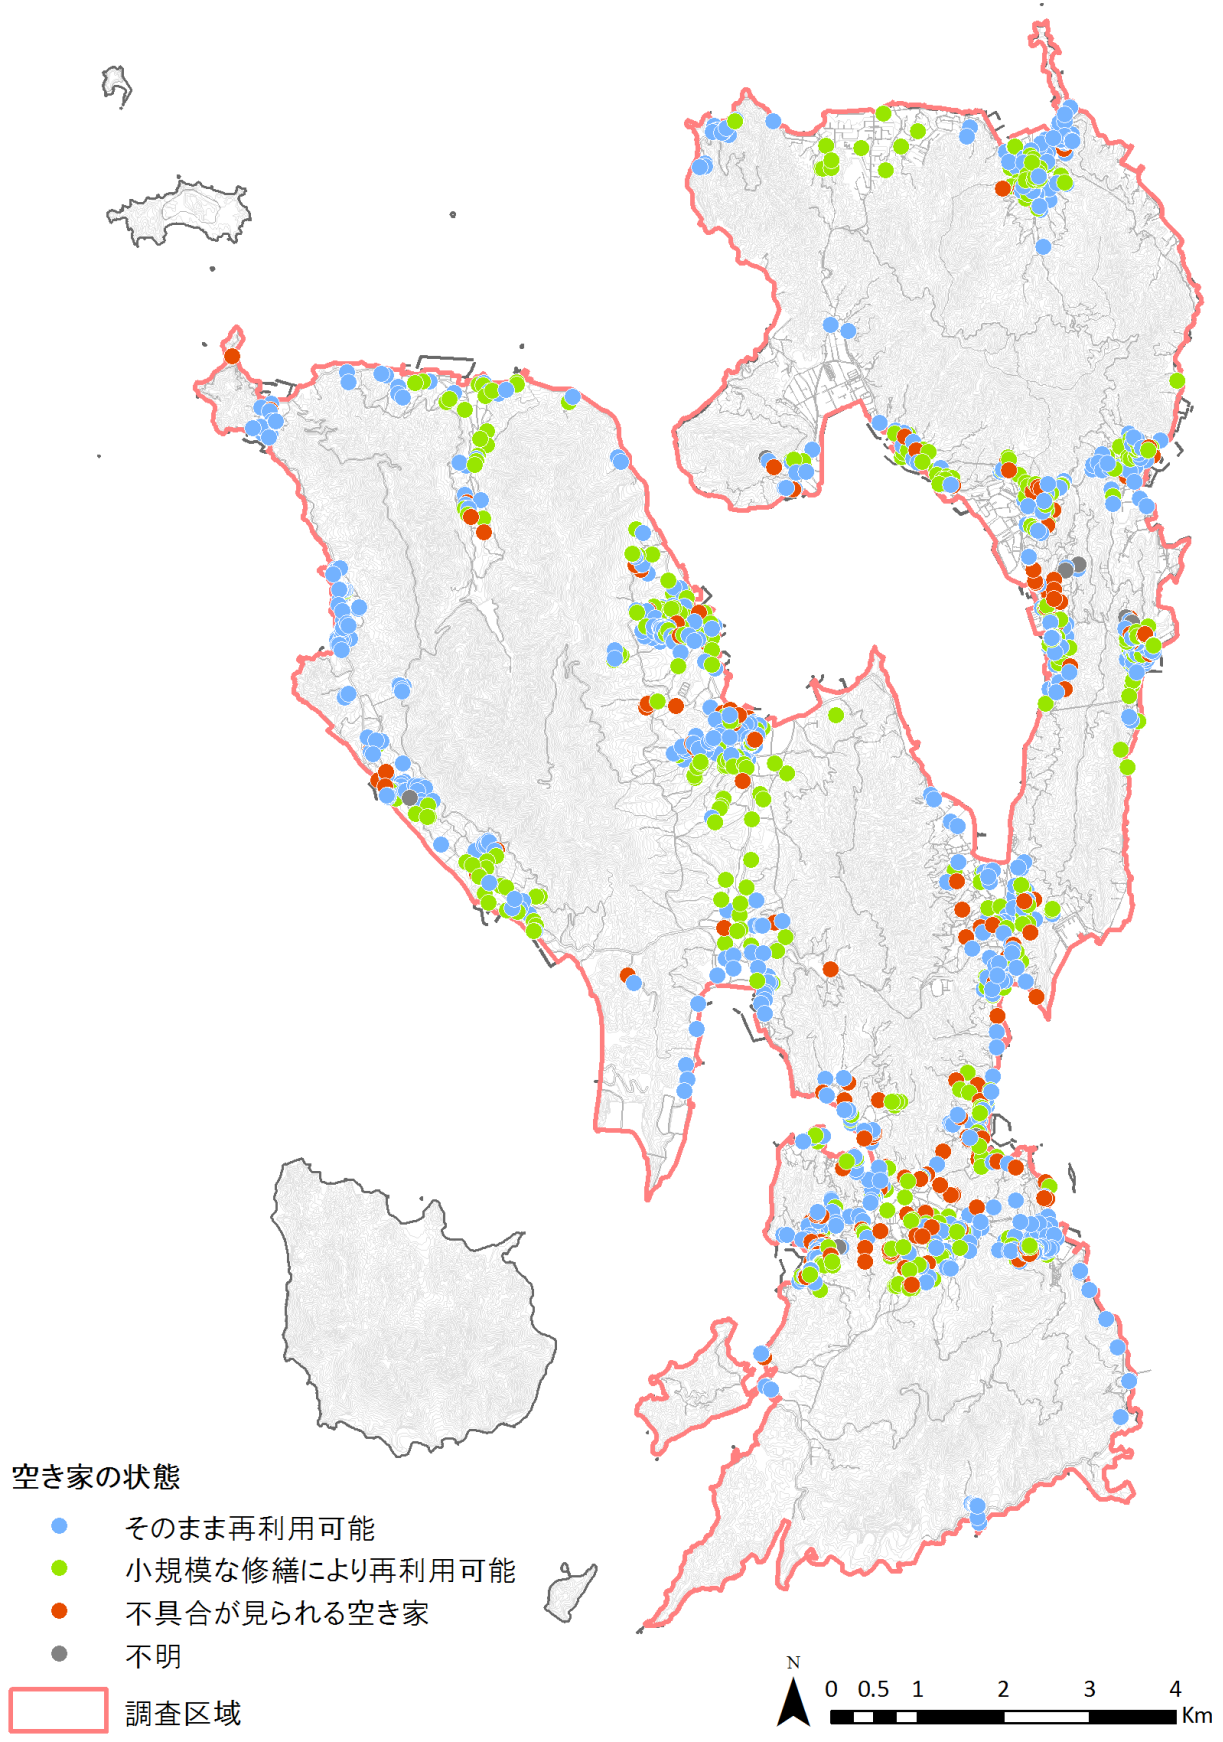 空き家の状態
そのまま再利用可能
小規模な修繕により再利用可能
不具合が見られる空き家
不明
調査区域
N
0 0.5 1 2 3 4
Km